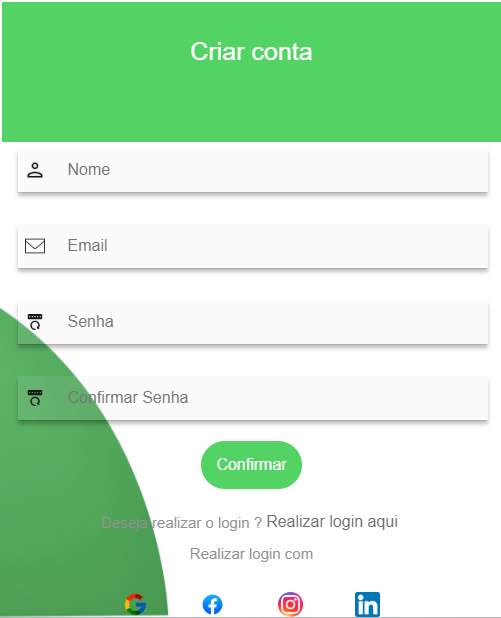 Criar conta
Nome
Email
Senha
Confirmar Senha
Confirmar
Deseja realizar o login ? Realizar login aqui
Realizar login com